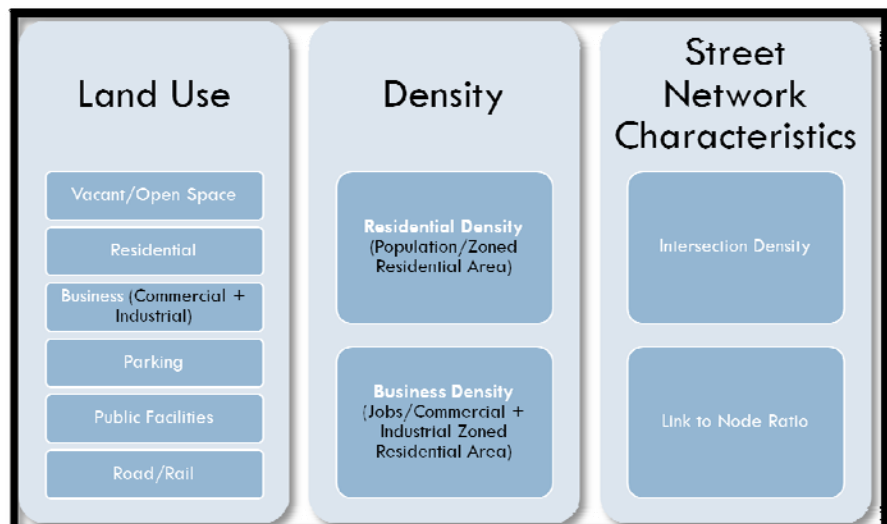 Land Use
Vacant/Open Space
Residential
Business (Commercial +
Industrial)
Parking
Public Facilities
Road/Rail
Density
Residential Density
(Population/Zoned
Residential Area)
Business Density
(Jobs/Commercial +
Industrial Zoned
Residential Area)
Street
Network
Characteristics
Intersection Density
Link to Node Ratio